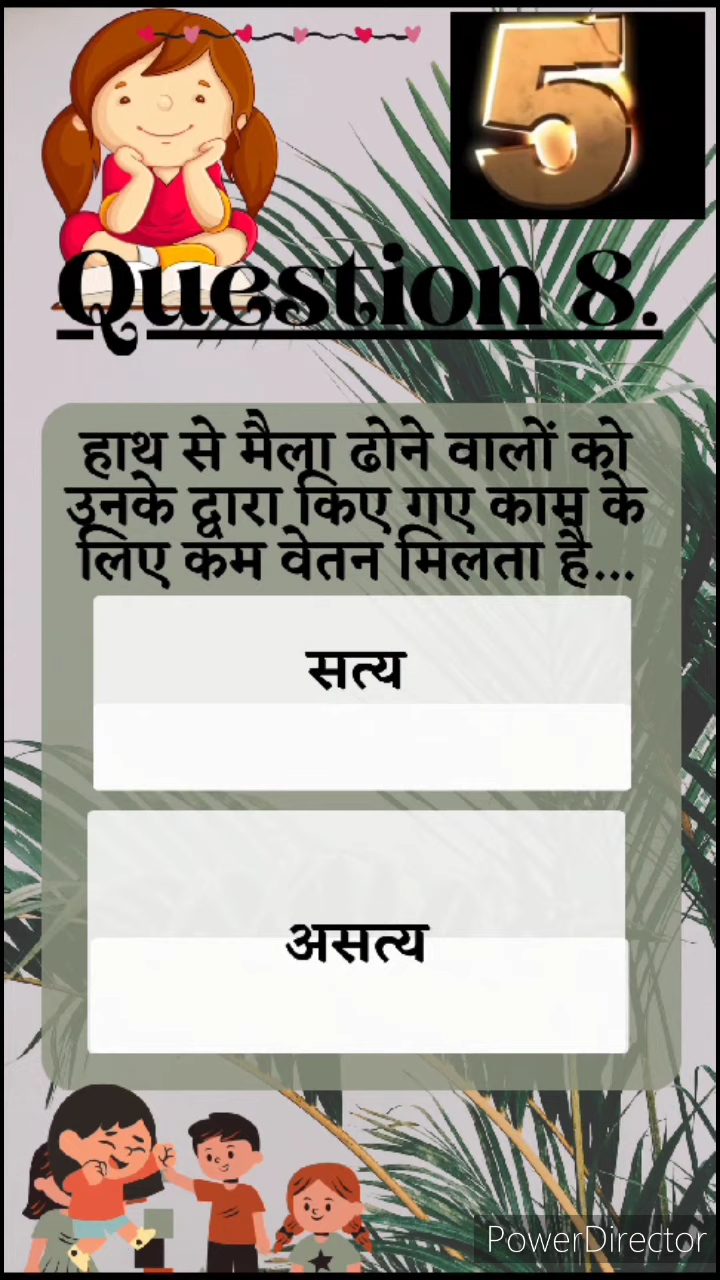 5
Question 8.
हाथ से मैला ढोने वालों को
उनके द्वारा किए गए काम के
लिए कम वेतन मिलता है...
सत्य
असत्य
PowerDirector